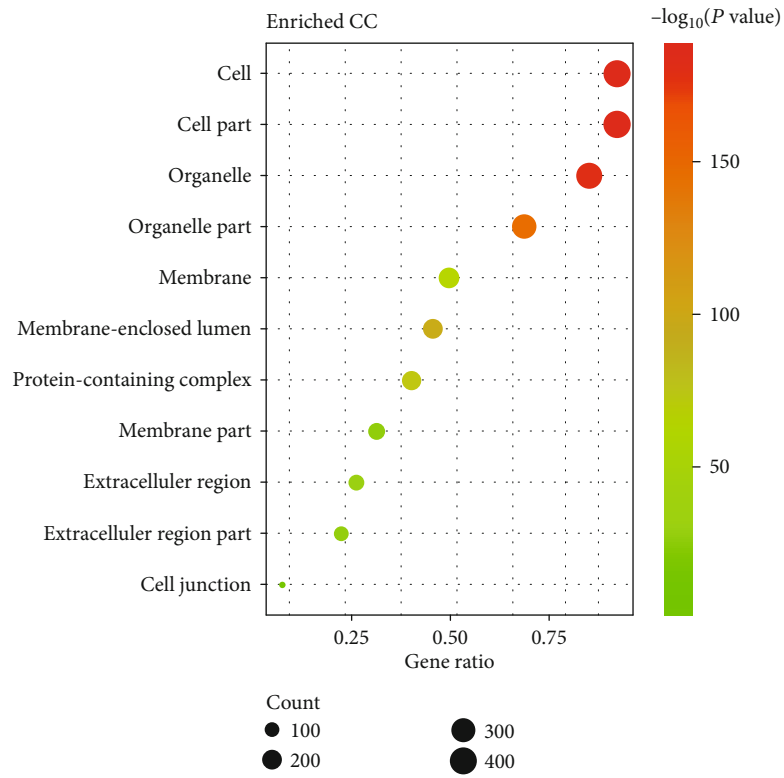 Enriched CC
–log10(P value)
Cell
Cell part
Organelle
Organelle part
Membrane
Membrane-enclosed lumen
Protein-containing complex
Membrane part
Extracelluler region
Extracelluler region part
Cell junction
150
100
50
0.25 0.50 0.75
Gene ratio
Count
100 300
200 400